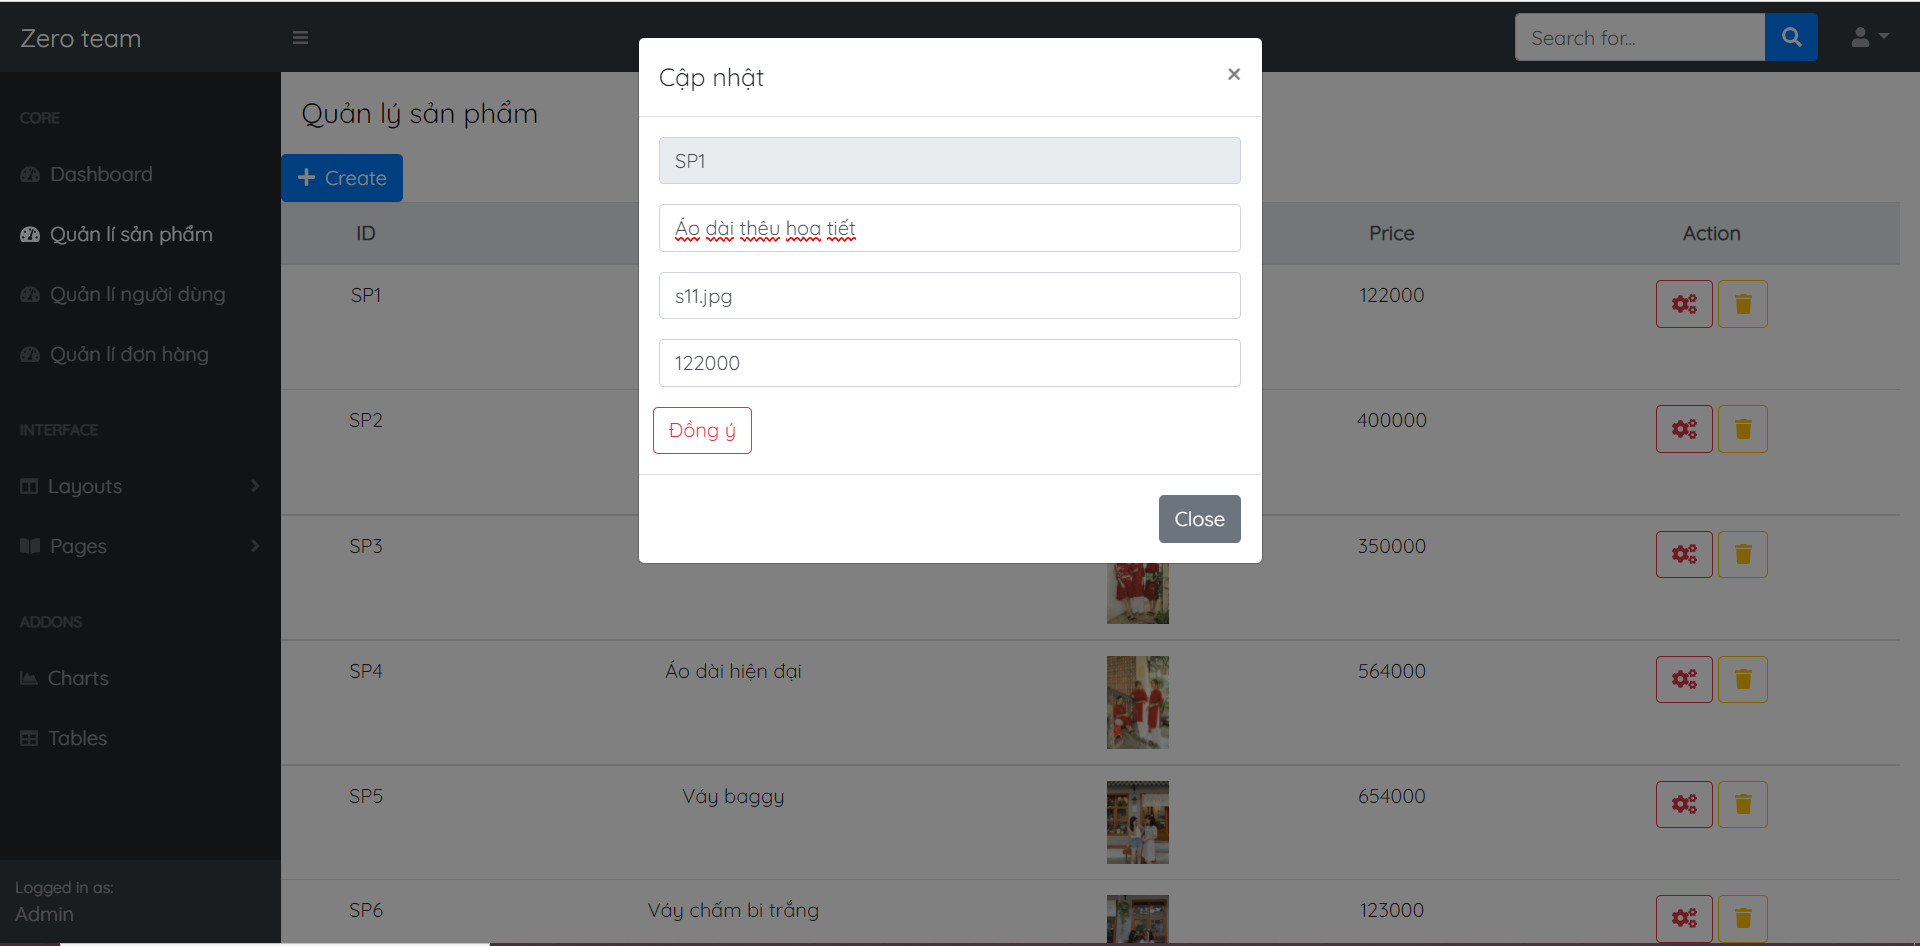 Zero team
Search for...
CORE
Dashboard
Quản lí sản phẩm
Quản lí người dùng
Quản lí đơn hàng
INTERFACE
Layouts
Pages
ADDONS
Charts
Tables
Logged in as:
Admin
Quản lý sản phẩm
Create
ID Price Action
SP1 122000
SP2 400000
SP3 350000
SP4 Áo dài hiện đại 564000
SP5 Váy baggy 654000
SP6 Váy chấm bi trắng 123000
Cập nhật ×
SP1
Áo dài thêu hoạ tiết
s11.jpg
122000
Đồng ý
Close